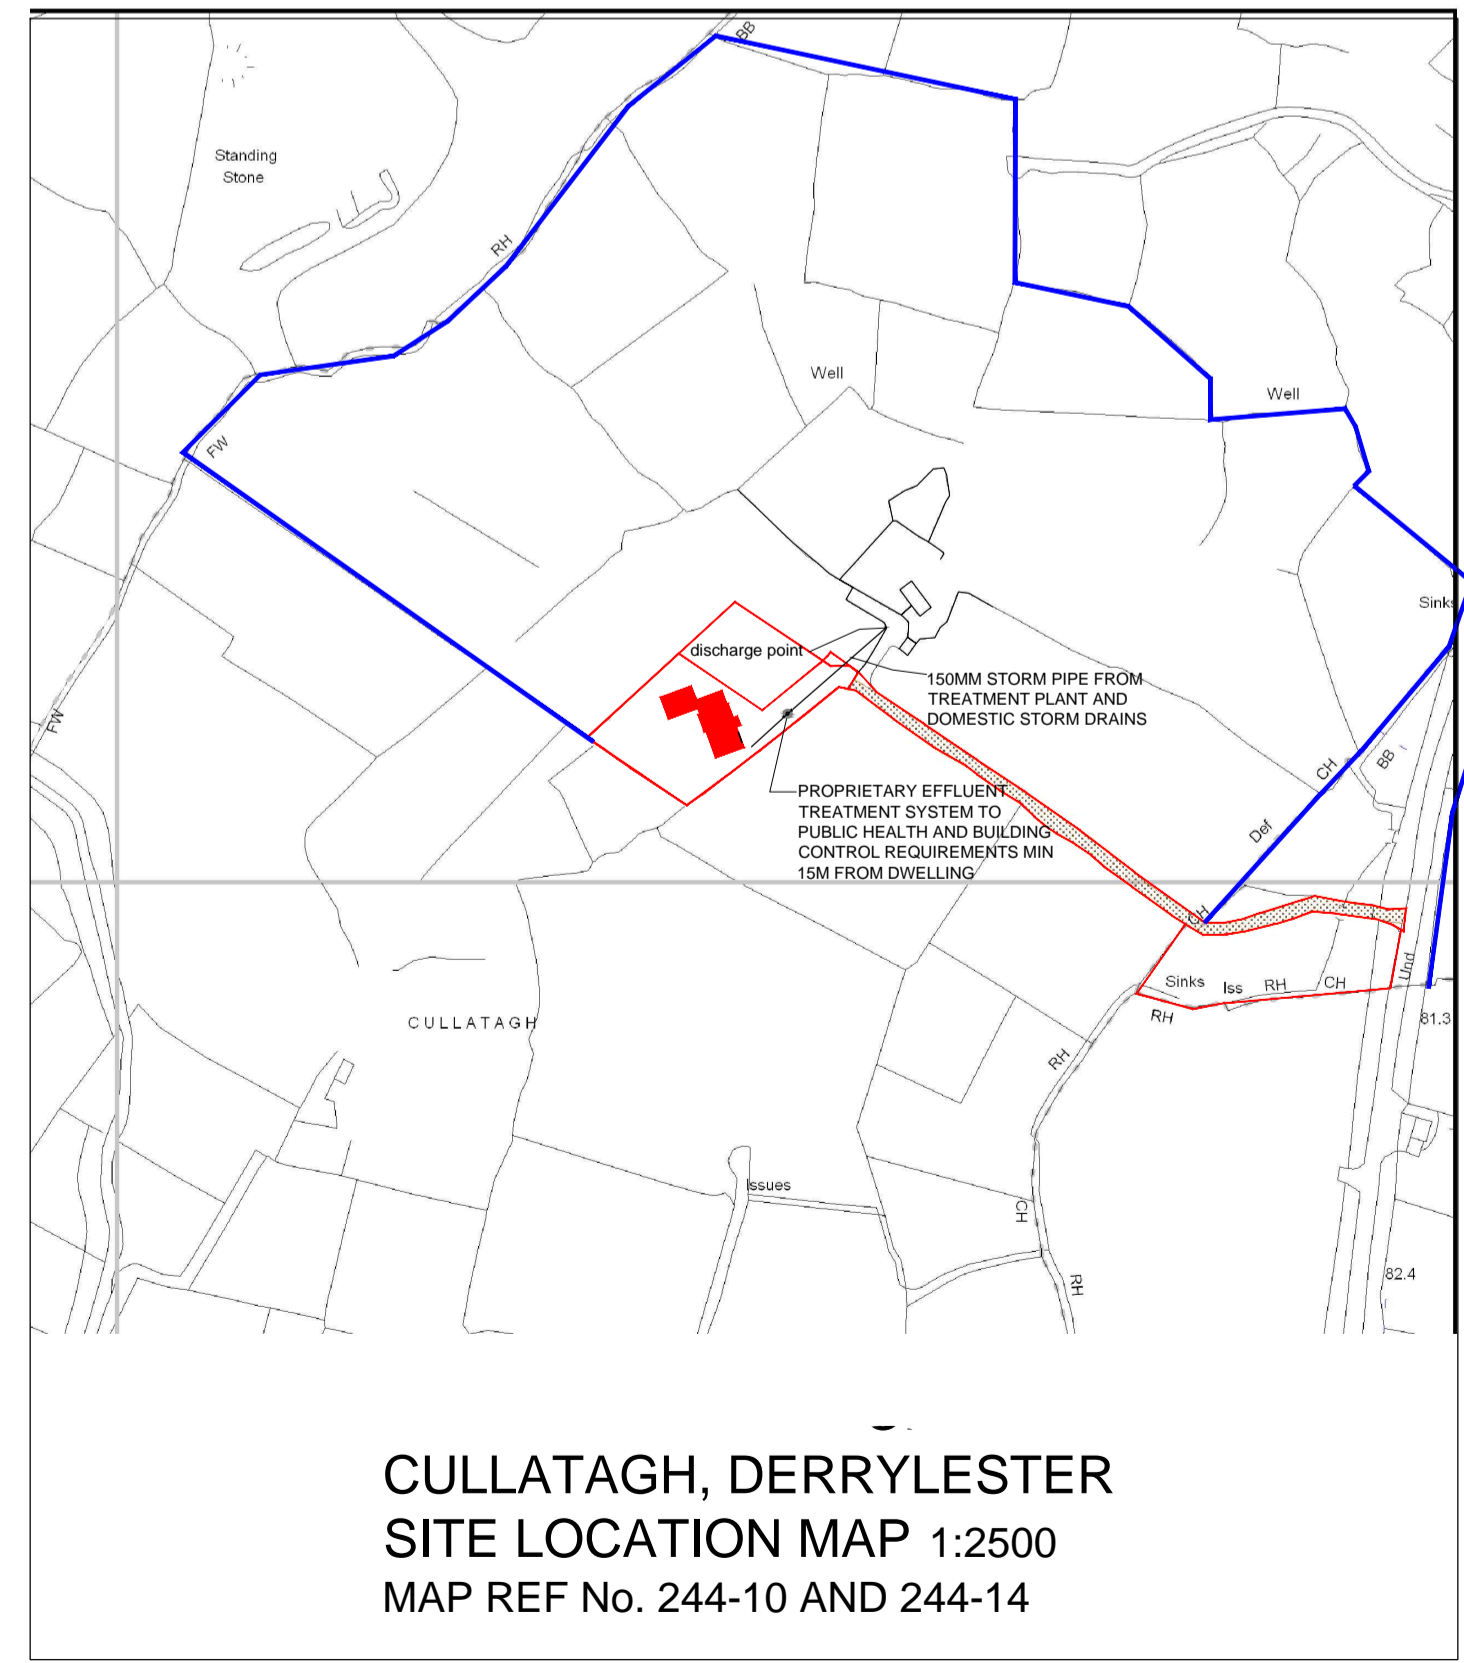 BB
Standing
Stone
RH
Well
Well
FW
Sinks
discharge point
150MM STORM PIPE FROM
TREATMENT PLANT AND
DOMESTIC STORM DRAINS
FW
CH
BB
PROPRIETARY EFFLUENT
TREATMENT SYSTEM TO
PUBLIC HEALTH AND BUILDING
CONTROL REQUIREMENTS MIN
15M FROM DWELLING
Def
CH
Und
Sinks
Iss
RH
CH
RH
81.3
CULLATAGH
RH
Issues
CH
RH
82.4
CULLATAGH, DERRYLESTER
SITE LOCATION MAP 1:2500
MAP REF No. 244-10 AND 244-14